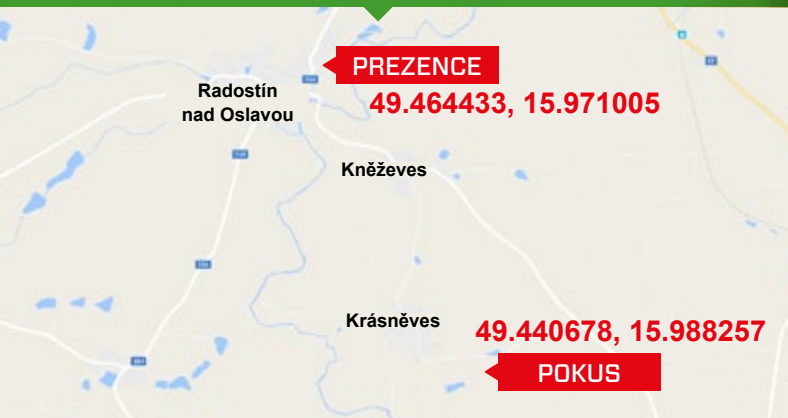 PREZENCE
Radostín
nad Oslavou
49.464433, 15.971005
Kněževes
Krásněves
49.440678, 15.988257
POKUS